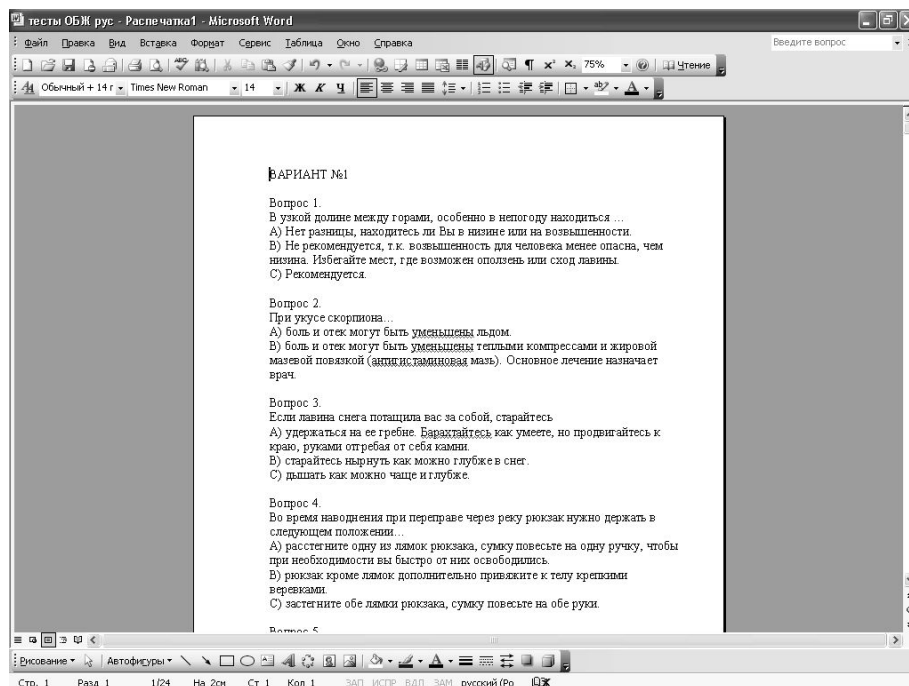 тесты ОБЖ рус - Распечатка1 - Microsoft Word
Файл Правка Вид Вставка Формат Сервис Таблица Окно Справка Введите вопрос
75% Чтение
Обычный + 14 г Times New Roman 14 Ж К Ч
ВАРИАНТ №1
Вопрос 1.
В узкой долине между горами, особенно в непогоду находиться …
А) Нет разницы, находитесь ли Вы в низине или на возвышенности.
В) Не рекомендуется, т.к. возвышенность для человека менее опасна, чем
низина. Избегайте мест, где возможен оползень или сход лавины.
С) Рекомендуется.
Вопрос 2.
При укусе скорпиона…
А) боль и отек могут быть уменьшены льдом.
В) боль и отек могут быть уменьшены теплыми компрессами и жировой
мазевой повязкой (антигистаминовая мазь). Основное лечение назначает
врач.
Вопрос 3.
Если лавина снега потащила вас за собой, старайтесь
А) удержаться на ее гребне. Барахтайтесь как умеете, но продвигайтесь к
краю, руками отгребая от себя камни.
В) старайтесь нырнуть как можно глубже в снег.
С) дышать как можно чаще и глубже.
Вопрос 4.
Во время наводнения при переправе через реку рюкзак нужно держать в
следующем положении…
А) расстегните одну из лямок рюкзака, сумку повесьте на одну ручку, чтобы
при необходимости вы быстро от них освободились.
В) рюкзак кроме лямок дополнительно привяжите к телу крепкими
веревками.
С) застегните обе лямки рюкзака, сумку повесьте на обе руки.
Вопрос 5
Рисование Автофигуры
Стр. 1 Разд 1 1/24 На 2см Ст 1 Кол 1 ЗАП ИСПР ВДЛ ЗАМ русский (Ро